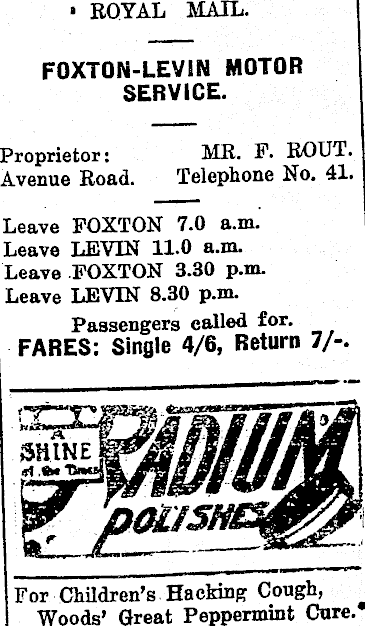 ROYAL MAIL.
FOXTON-LEVIN MOTOR
SERVICE.
Proprietor: MR. F. ROUT.
Avenue Road. Telephone No. 41.
Leave FOXTON 7.0 a.m.
Leave LEVIN 11.0 a.m.
Leave FOXTON 3.30 p.m.
Leave LEVIN 8.30 p.m.
Passengers called for.
FARES: Single 4/6, Return 7/-.
A
SHINE
of the Times
RADIUM
POLISHES
For Children's Hacking Cough,
Woods' Great Peppermint Cure.